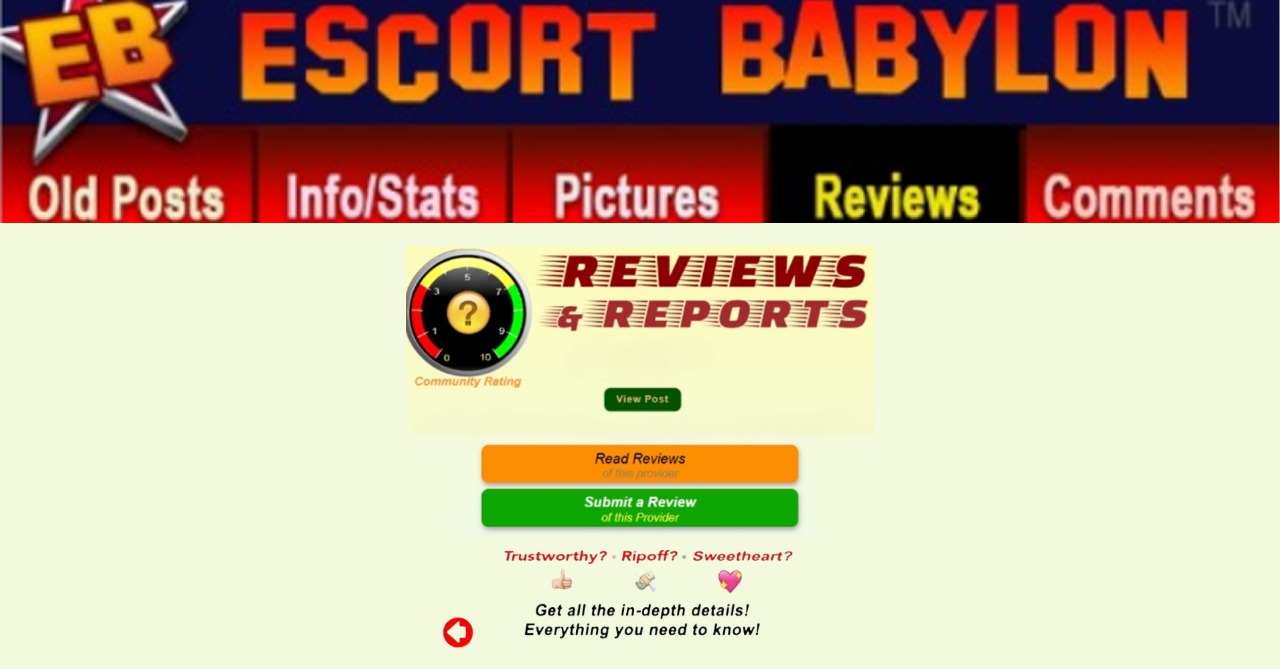 EB ESCORT BABYLON TM
Old Posts Info/Stats Pictures Reviews Comments
REVIEWS
& REPORTS
0 1 3 5 7 9 10
?
Community Rating
View Post
Read Reviews
of this provider
Submit a Review
of this Provider
Trustworthy? • Ripoff? • Sweetheart?
Get all the in-depth details!
Everything you need to know!